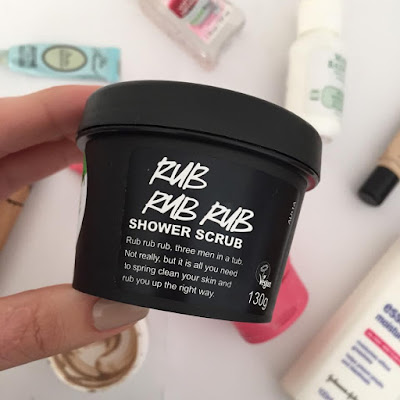 RUB
RUB RUB
SHOWER SCRUB
Rub rub rub, three men in a tub.
Not really, but it is all you need
to spring clean your skin and
rub you up the right way.
Vegan
130g
Johnson's